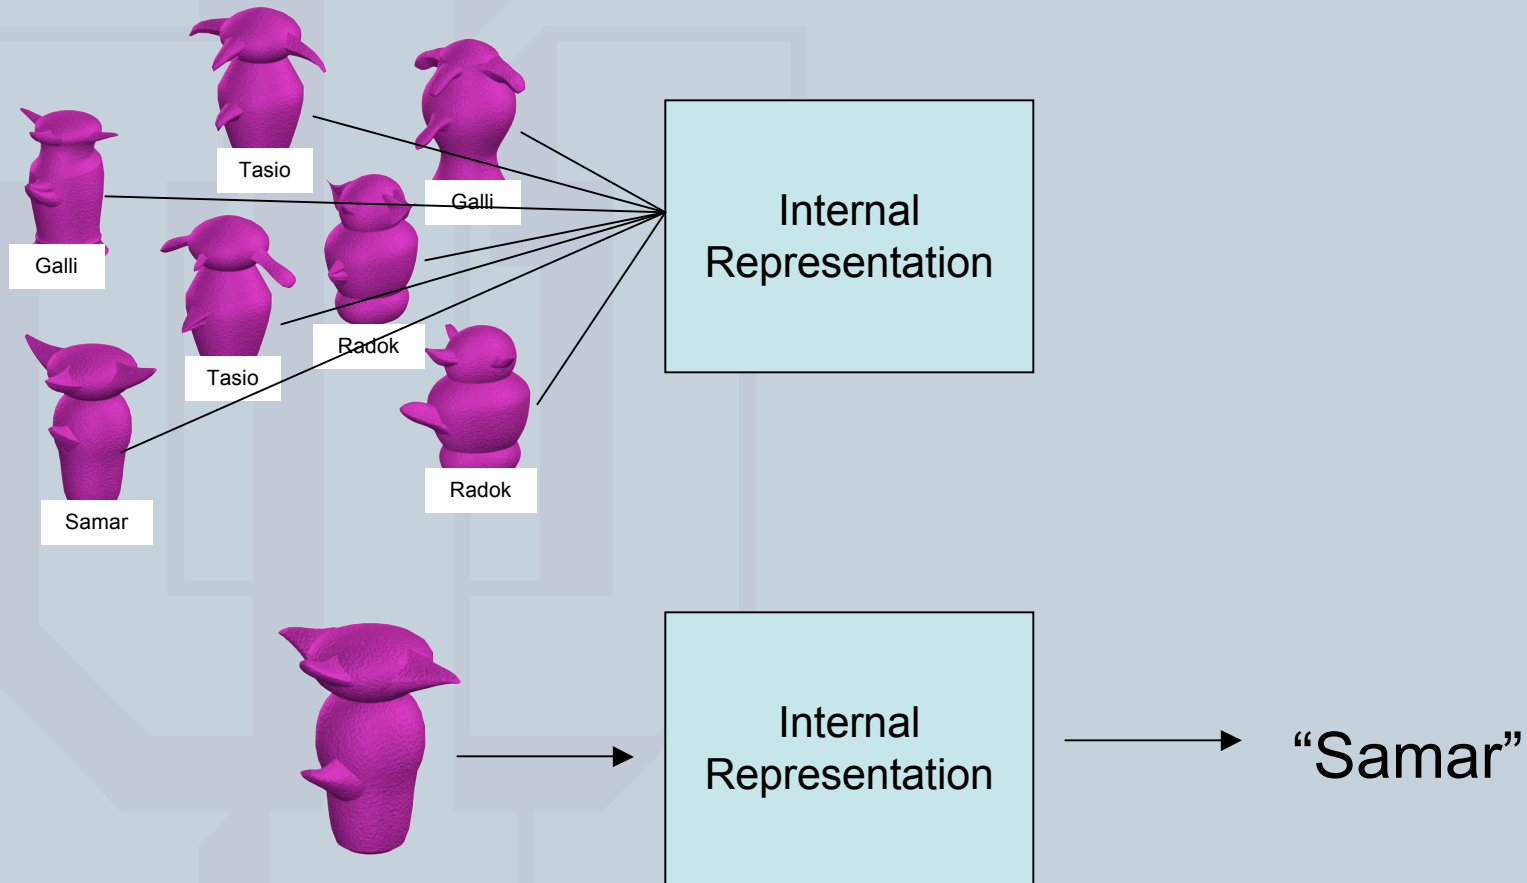 Tasio
Galli
Galli
Radok
Tasio
Samar
Radok
Internal
Representation
Internal
Representation
“Samar”